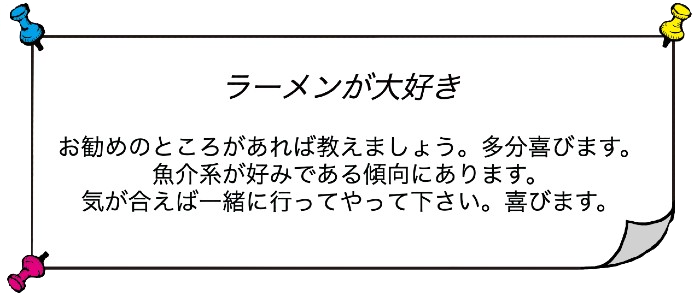 ラーメンが大好き
お勧めのところがあれば教えましょう。多分喜びます。
魚介系が好みである傾向にあります。
気が合えば一緒に行ってやって下さい。喜びます。